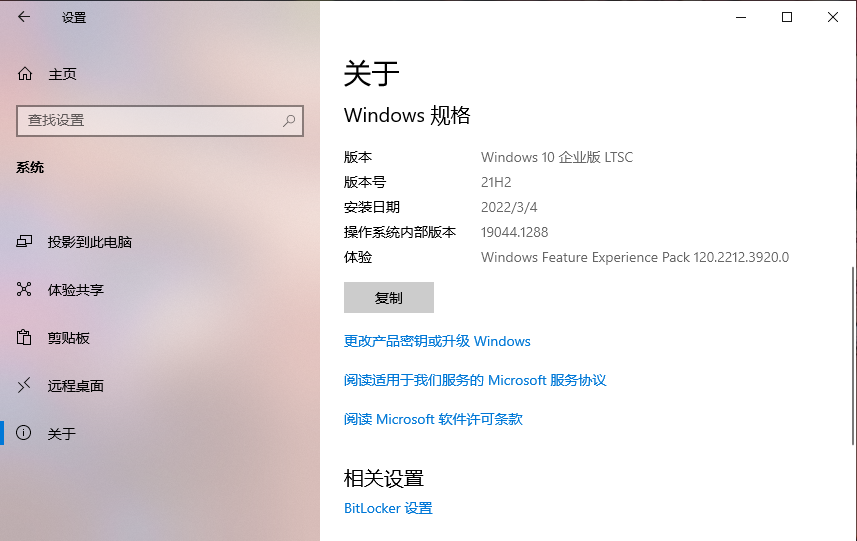 设置
主页
查找设置
系统
投影到此电脑
体验共享
剪贴板
远程桌面
关于
关于
Windows 规格
版本 Windows 10 企业版 LTSC
版本号 21H2
安装日期 2022/3/4
操作系统内部版本 19044.1288
体验 Windows Feature Experience Pack 120.2212.3920.0
复制
更改产品密钥或升级 Windows
阅读适用于我们服务的 Microsoft 服务协议
阅读 Microsoft 软件许可条款
相关设置
BitLocker 设置